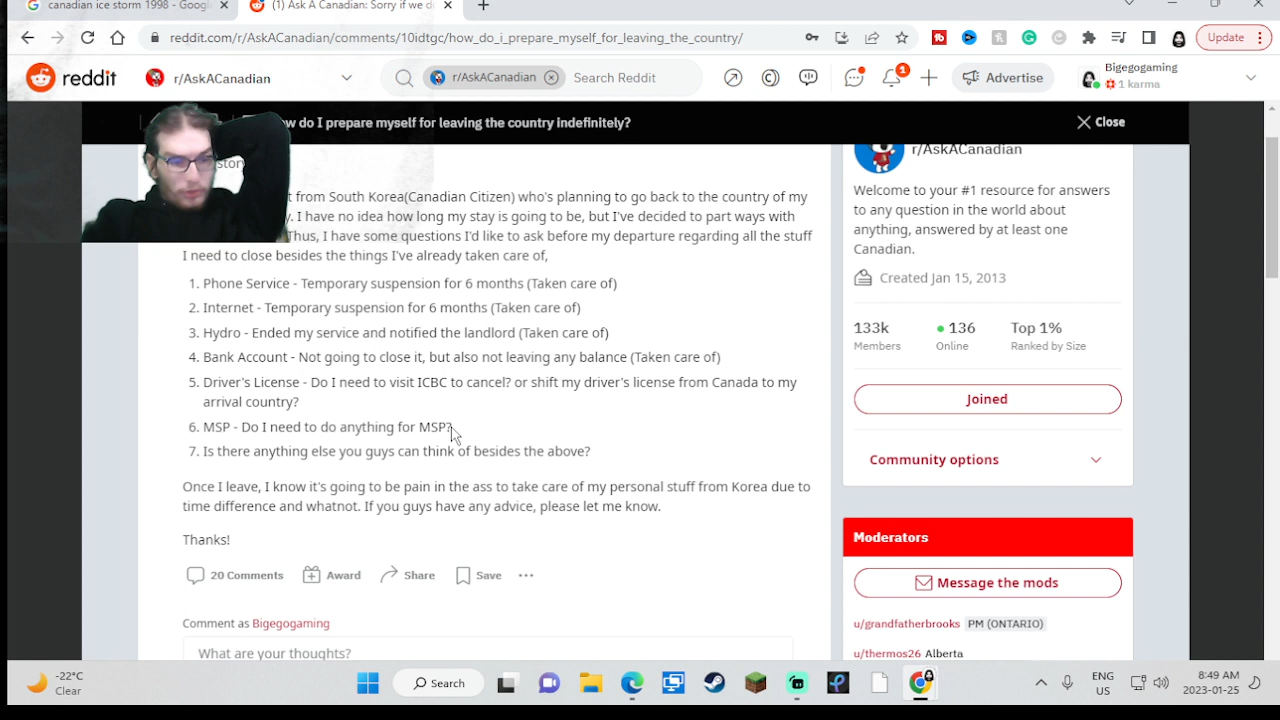 canadian ice storm 1998 - Googl
(1) Ask A Canadian: Sorry if we d
reddit.com/r/AskACanadian/comments/10idtgc/how_do_i_prepare_myself_for_leaving_the_country/
Update
reddit
r/AskACanadian
r/AskACanadian
Search Reddit
1
Advertise
Bigegogaming
1 karma
do I prepare myself for leaving the country indefinitely?
Close
from South Korea(Canadian Citizen) who's planning to go back to the country of my
I have no idea how long my stay is going to be, but I've decided to part ways with
Thus, I have some questions I'd like to ask before my departure regarding all the stuff
I need to close besides the things I've already taken care of,
1. Phone Service - Temporary suspension for 6 months (Taken care of)
2. Internet - Temporary suspension for 6 months (Taken care of)
3. Hydro - Ended my service and notified the landlord (Taken care of)
4. Bank Account - Not going to close it, but also not leaving any balance (Taken care of)
5. Driver's License - Do I need to visit ICBC to cancel? or shift my driver's license from Canada to my
arrival country?
6. MSP - Do I need to do anything for MSP?
7. Is there anything else you guys can think of besides the above?
Once I leave, I know it's going to be pain in the ass to take care of my personal stuff from Korea due to
time difference and whatnot. If you guys have any advice, please let me know.
Thanks!
20 Comments
Award
Share
Save
Comment as Bigegogaming
What are your thoughts?
r/AskACanadian
Welcome to your #1 resource for answers
to any question in the world about
anything, answered by at least one
Canadian.
Created Jan 15, 2013
133k
136
Top 1%
Members
Online
Ranked by Size
Joined
Community options
Moderators
Message the mods
u/grandfatherbrooks PM (ONTARIO)
u/thermos26 Alberta
-22°C
Clear
Search
ENG
US
8:49 AM
2023-01-25